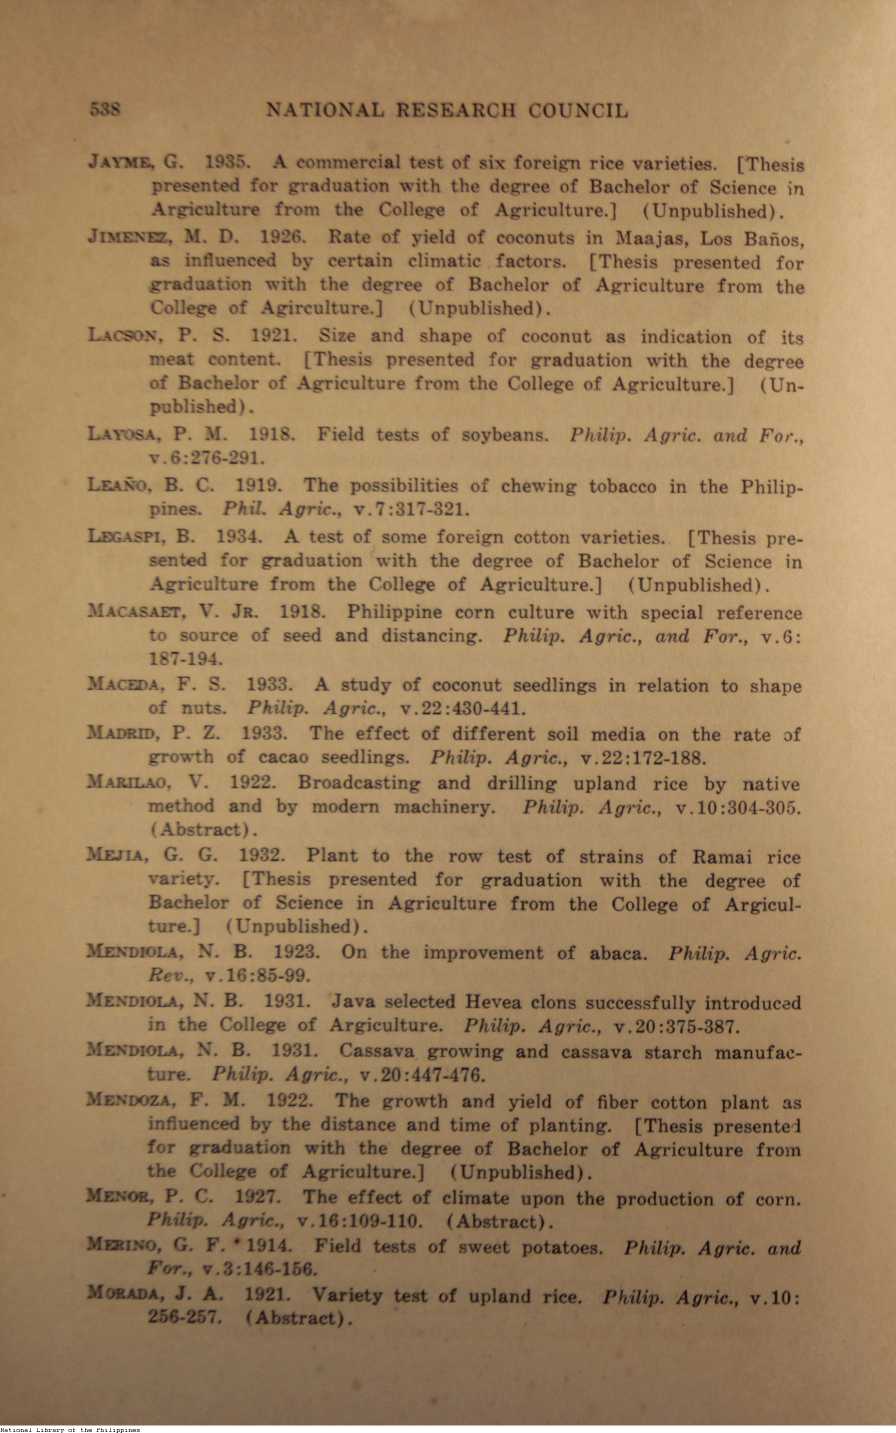 538 NATIONAL RESEARCH COUNCIL
JAYME, G. 1935. A commercial test of six foreign rice varieties. [Thesis
presented for graduation with the degree of Bachelor of Science in
Argiculture from the College of Agriculture.] (Unpublished).
JIMENEZ, M. D. 1926. Rate of yield of coconuts in Maajas, Los Baños,
as influenced by certain climatic factors. [Thesis presented for
graduation with the degree of Bachelor of Agriculture from the
College of Agirculture.] (Unpublished).
LACSON, P. S. 1921. Size and shape of coconut as indication of its
meat content. [Thesis presented for graduation with the degree
of Bachelor of Agriculture from the College of Agriculture.] (Un-
published).
LAYOSA, P. M. 1918. Field tests of soybeans. Philip. Agric. and For.,
v.6:276-291.
LEAÑO, B. C. 1919. The possibilities of chewing tobacco in the Philip-
pines. Phil. Agric., v.7:317-321.
LEGASPI, B. 1934. A test of some foreign cotton varieties. [Thesis pre-
sented for graduation with the degree of Bachelor of Science in
Agriculture from the College of Agriculture.] (Unpublished).
MACASAET, V. JR. 1918. Philippine corn culture with special reference
to source of seed and distancing. Philip. Agric., and For., v.6:
187-194.
MACEDA, F. S. 1933. A study of coconut seedlings in relation to shape
of nuts. Philip. Agric., v.22:430-441.
MADRID, P. Z. 1933. The effect of different soil media on the rate of
growth of cacao seedlings. Philip. Agric., v.22:172-188.
MARILAO, V. 1922. Broadcasting and drilling upland rice by native
method and by modern machinery. Philip. Agric., v.10:304-305.
(Abstract).
MEJIA, G. G. 1932. Plant to the row test of strains of Ramai rice
variety. [Thesis presented for graduation with the degree of
Bachelor of Science in Agriculture from the College of Argicul-
ture.] (Unpublished).
MENDIOLA, N. B. 1923. On the improvement of abaca. Philip. Agric.
Rev., v.16:85-99.
MENDIOLA, N. B. 1931. Java selected Hevea clons successfully introduced
in the College of Argiculture. Philip. Agric., v.20:375-387.
MENDIOLA, N. B. 1931. Cassava growing and cassava starch manufac-
ture. Philip. Agric., v.20:447-476.
MENDOZA, F. M. 1922. The growth and yield of fiber cotton plant as
influenced by the distance and time of planting. [Thesis presented
for graduation with the degree of Bachelor of Agriculture from
the College of Agriculture.] (Unpublished).
MENOR, P. C. 1927. The effect of climate upon the production of corn.
Philip. Agric., v.16:109-110. (Abstract).
MERINO, G. F. 1914. Field tests of sweet potatoes. Philip. Agric. and
For., v.3:146-156.
MORADA, J. A. 1921. Variety test of upland rice. Philip. Agric., v.10:
256-257. (Abstract).
National Library of the Philippines